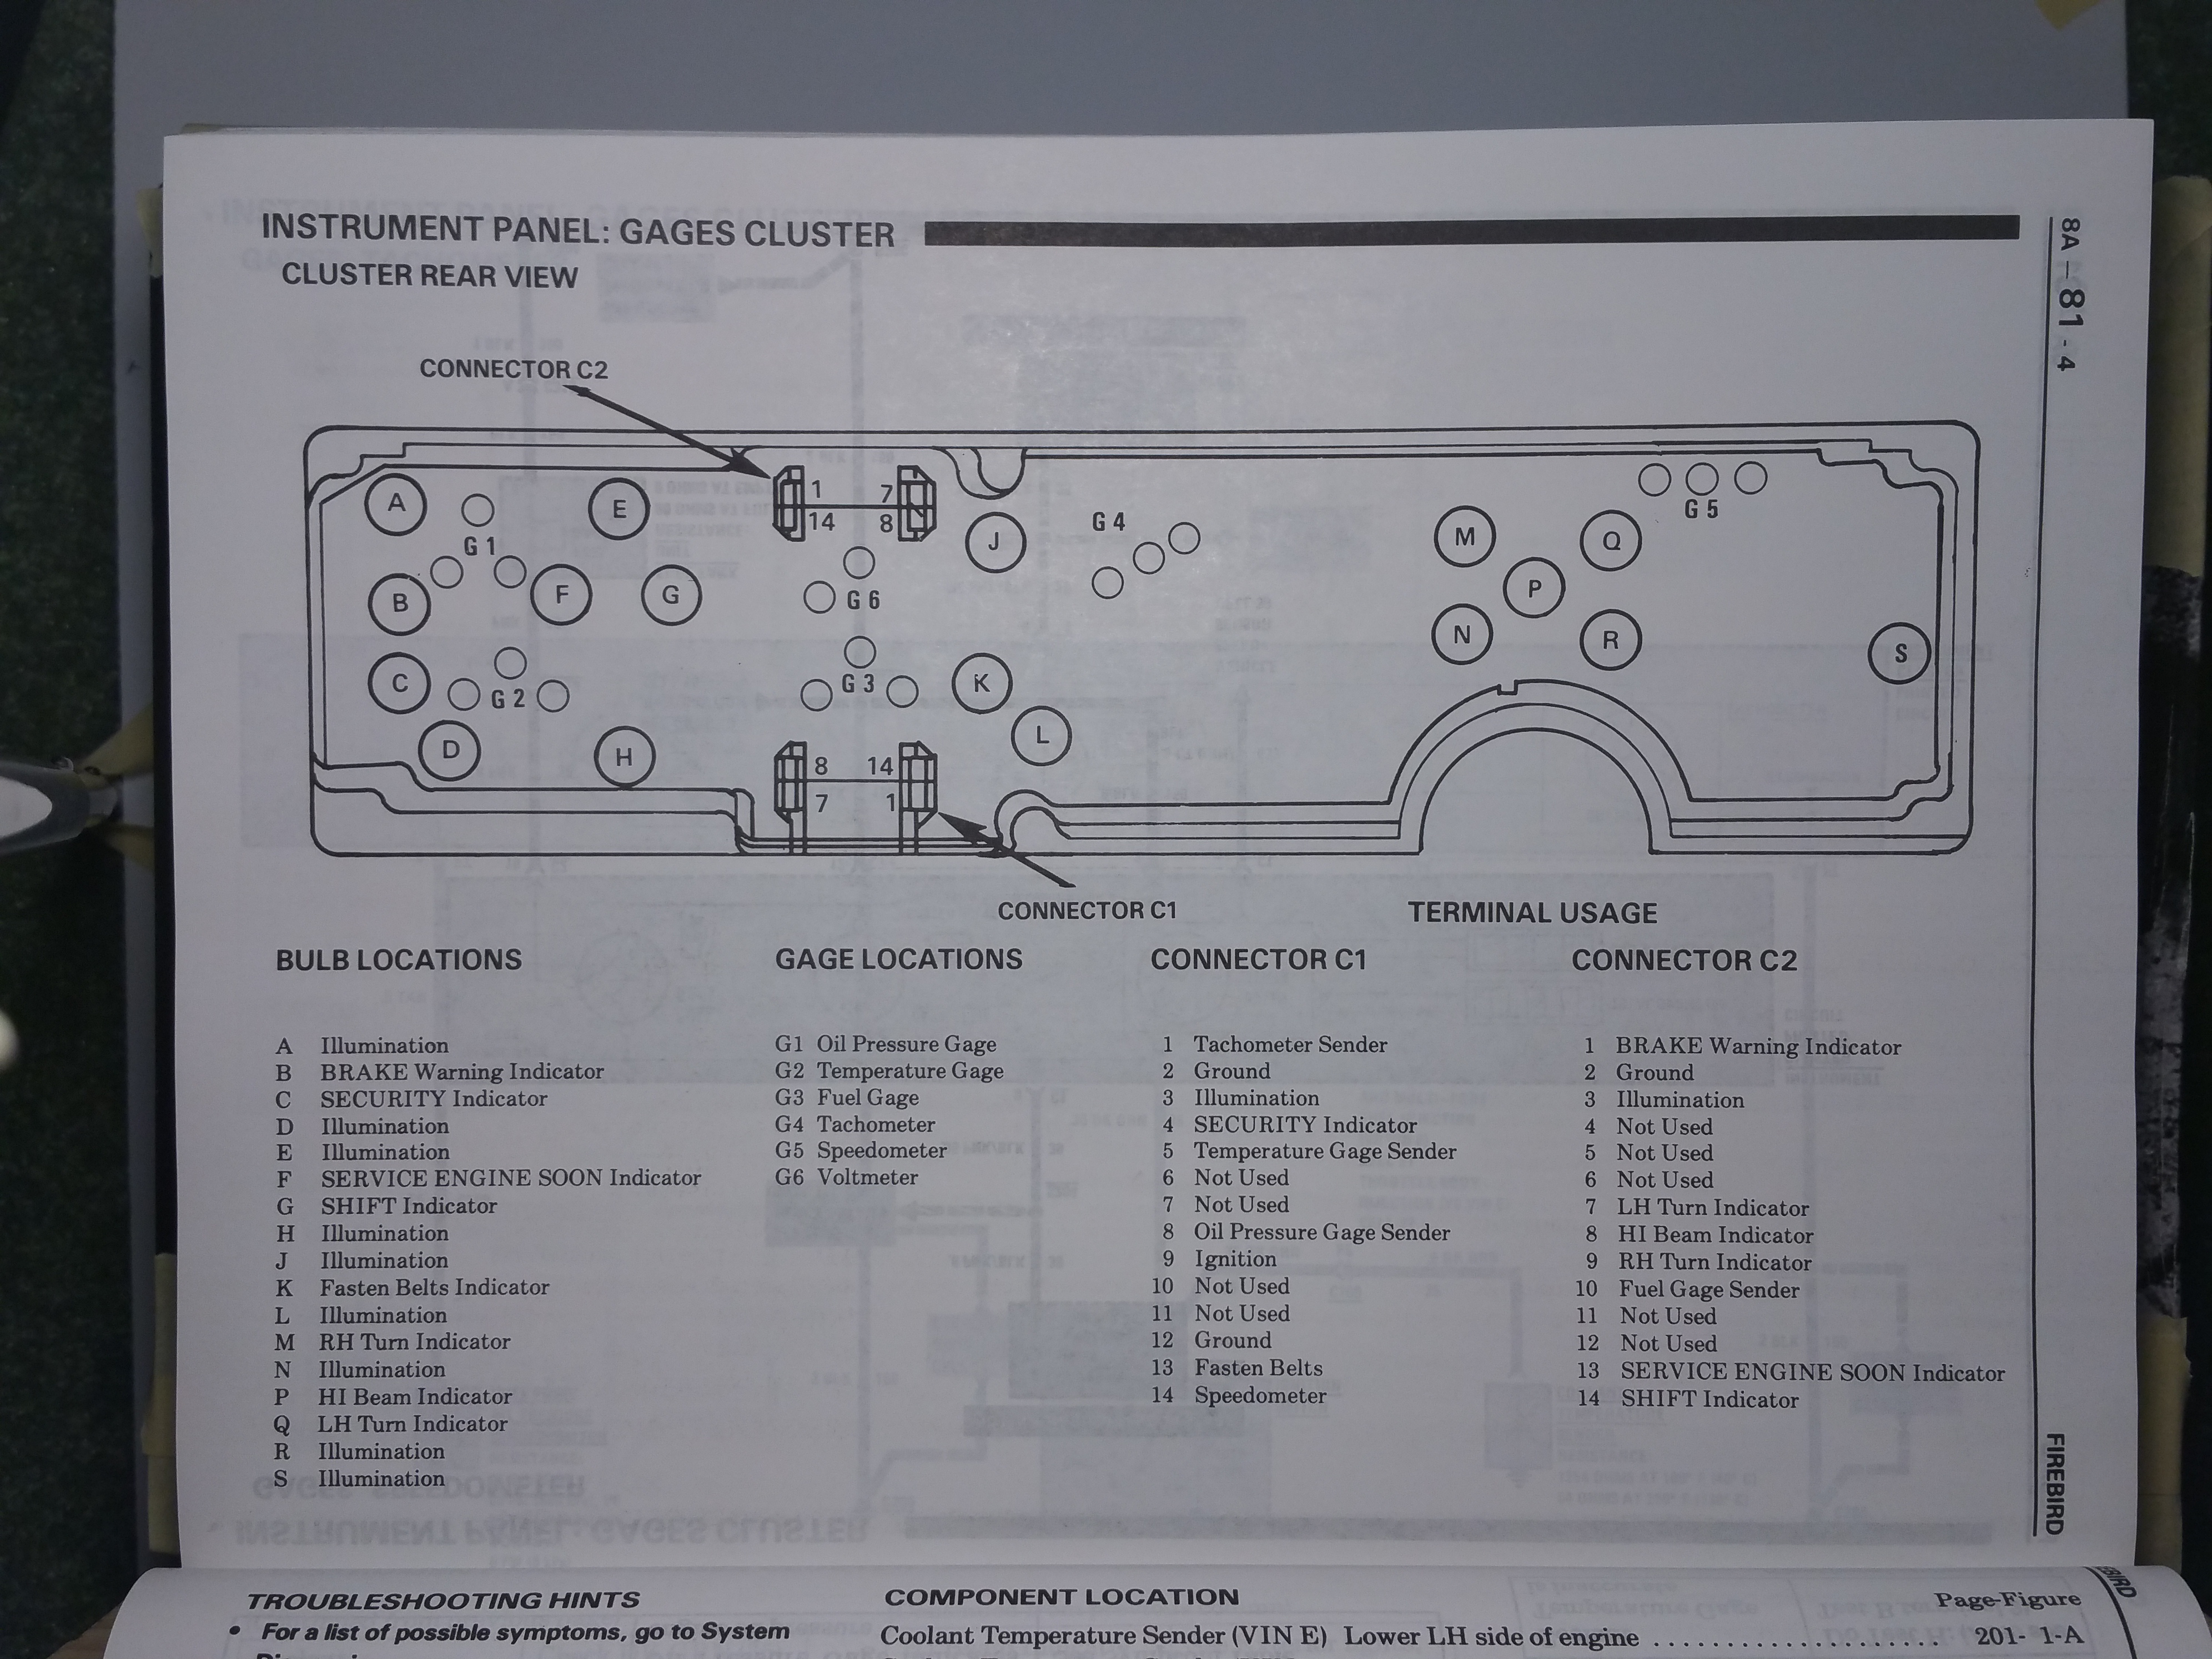 INSTRUMENT PANEL: GAGES CLUSTER
CLUSTER REAR VIEW
8A — 81 - 4
CONNECTOR C2
A
G 1
E
1 7
14 8
J
G 4
M
Q
G 5
B
F
G
G 6
P
N
R
S
C
G 2
G 3
K
D
H
L
8 14
7 1
CONNECTOR C1
TERMINAL USAGE
BULB LOCATIONS
A Illumination
B BRAKE Warning Indicator
C SECURITY Indicator
D Illumination
E Illumination
F SERVICE ENGINE SOON Indicator
G SHIFT Indicator
H Illumination
J Illumination
K Fasten Belts Indicator
L Illumination
M RH Turn Indicator
N Illumination
P HI Beam Indicator
Q LH Turn Indicator
R Illumination
S Illumination
GAGE LOCATIONS
G1 Oil Pressure Gage
G2 Temperature Gage
G3 Fuel Gage
G4 Tachometer
G5 Speedometer
G6 Voltmeter
CONNECTOR C1
1 Tachometer Sender
2 Ground
3 Illumination
4 SECURITY Indicator
5 Temperature Gage Sender
6 Not Used
7 Not Used
8 Oil Pressure Gage Sender
9 Ignition
10 Not Used
11 Not Used
12 Ground
13 Fasten Belts
14 Speedometer
CONNECTOR C2
1 BRAKE Warning Indicator
2 Ground
3 Illumination
4 Not Used
5 Not Used
6 Not Used
7 LH Turn Indicator
8 HI Beam Indicator
9 RH Turn Indicator
10 Fuel Gage Sender
11 Not Used
12 Not Used
13 SERVICE ENGINE SOON Indicator
14 SHIFT Indicator
FIREBIRD
TROUBLESHOOTING HINTS
• For a list of possible symptoms, go to System
COMPONENT LOCATION
Page-Figure
Coolant Temperature Sender (VIN E) Lower LH side of engine .................... 201- 1-A